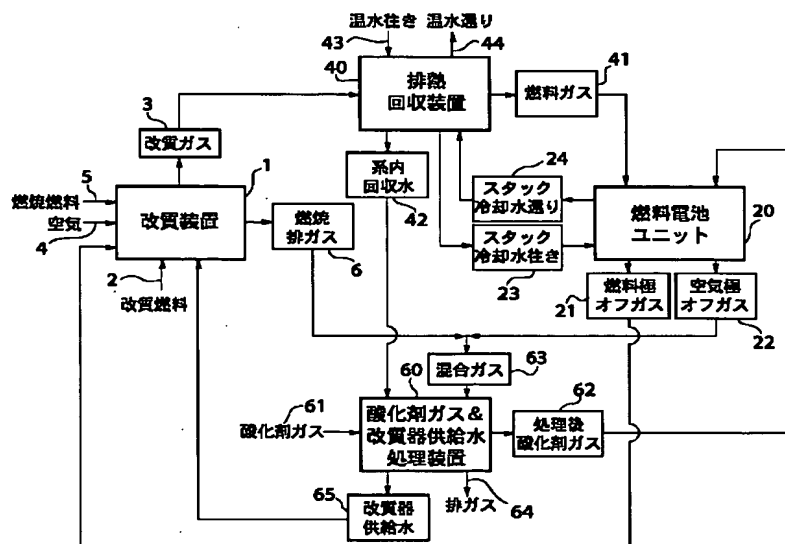 温水往き 温水還り
43 44
40
排熱
回収装置
41
燃料ガス
3
改質ガス
1
改質装置
5
燃焼燃料
空気
4
2
改質燃料
燃焼
排ガス
6
系内
回収水
42
24
スタック
冷却水還り
スタック
冷却水往き
23
燃料電池
ユニット
20
燃料極
オフガス
21
空気極
オフガス
22
混合ガス
63
60
61
酸化剤ガス
酸化剤ガス&
改質器供給水
処理装置
62
処理後
酸化剤ガス
65
改質器
供給水
排ガス
64